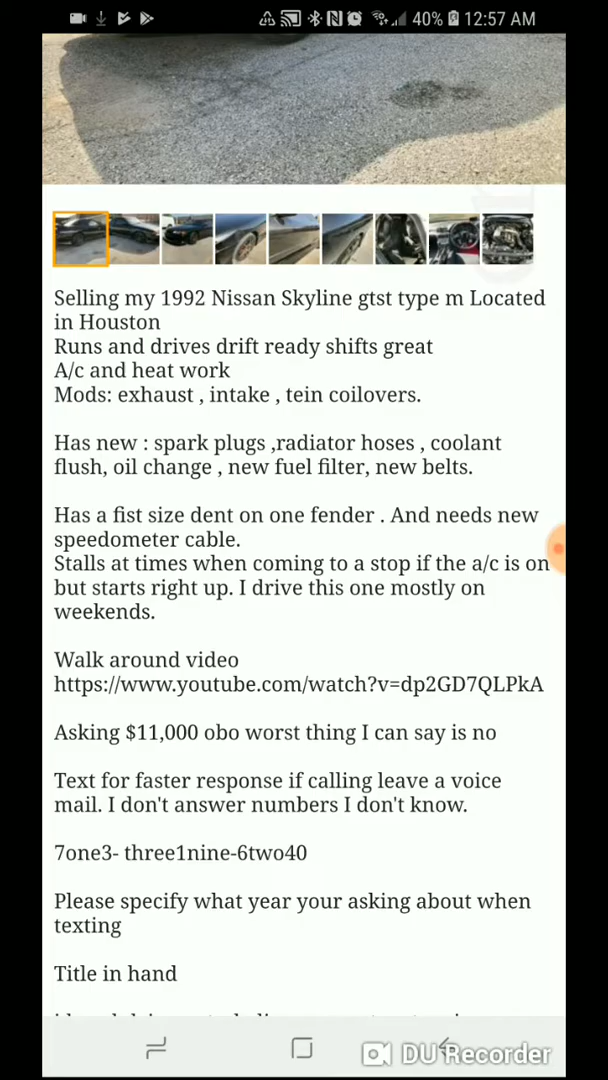 40% 12:57 AM
Selling my 1992 Nissan Skyline gtst type m Located
in Houston
Runs and drives drift ready shifts great
A/c and heat work
Mods: exhaust , intake , tein coilovers.
Has new : spark plugs ,radiator hoses , coolant
flush, oil change , new fuel filter, new belts.
Has a fist size dent on one fender . And needs new
speedometer cable.
Stalls at times when coming to a stop if the a/c is on
but starts right up. I drive this one mostly on
weekends.
Walk around video
https://www.youtube.com/watch?v=dp2GD7QLPkA
Asking $11,000 obo worst thing I can say is no
Text for faster response if calling leave a voice
mail. I don't answer numbers I don't know.
7one3- three1nine-6two40
Please specify what year your asking about when
texting
Title in hand
DU Recorder